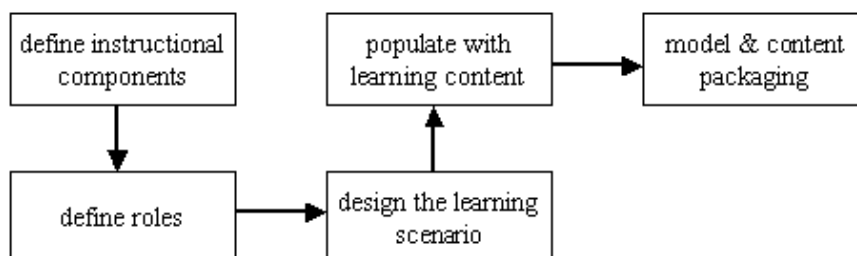 define instructional
components
populate with
learning content
model & content
packaging
define roles
design the learning
scenario